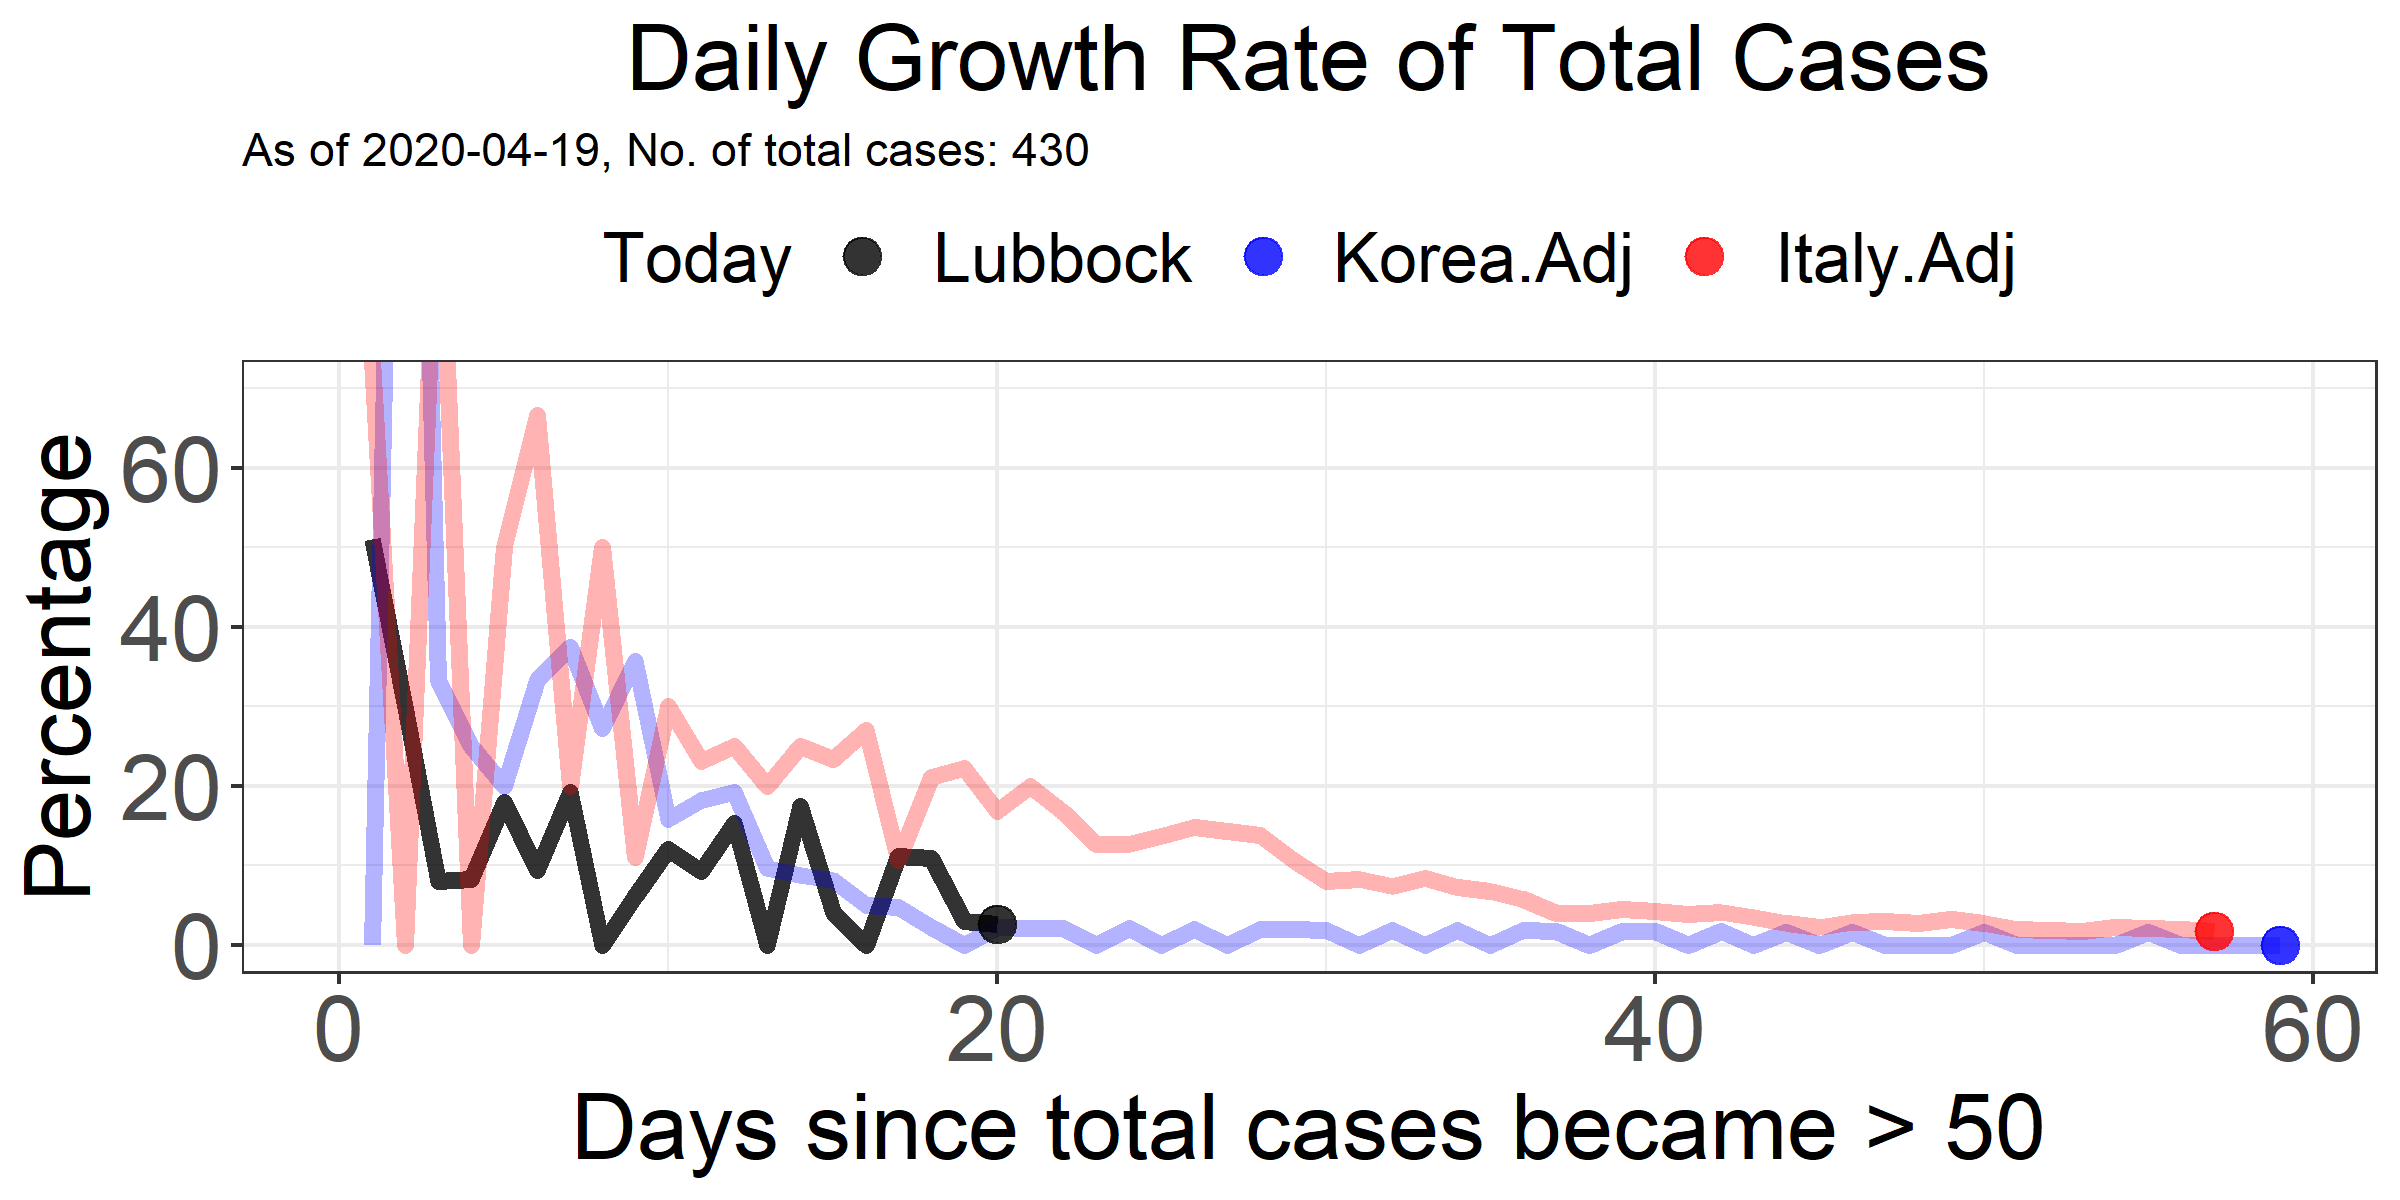 Daily Growth Rate of Total Cases
As of 2020-04-19, No. of total cases: 430
Today Lubbock Korea.Adj Italy.Adj
Percentage
60
40
20
0
0 20 40 60
Days since total cases became > 50